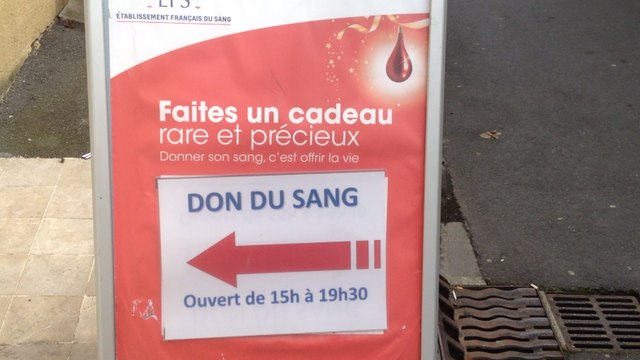 EFS
ÉTABLISSEMENT FRANÇAIS DU SANG
Faites un cadeau
rare et précieux
Donner son sang, c'est offrir la vie
DON DU SANG
Ouvert de 15h à 19h30